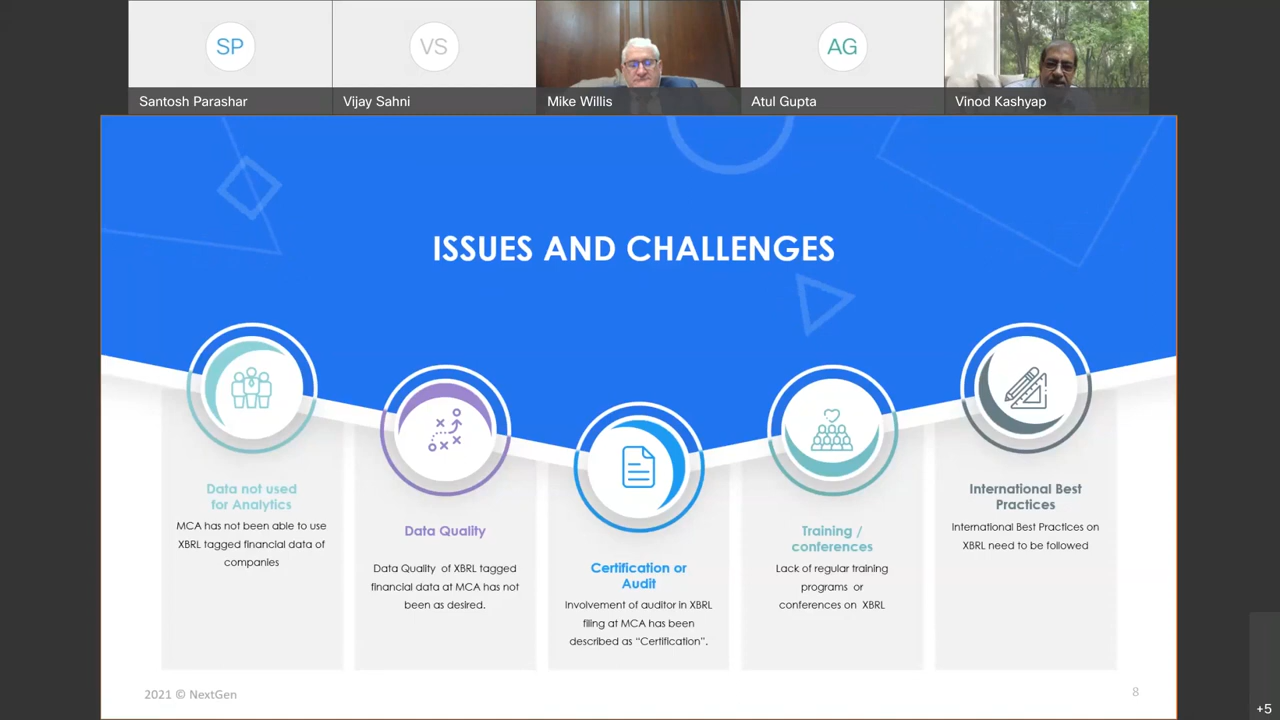 SP
VS
AG
Santosh Parashar
Vijay Sahni
Mike Willis
Atul Gupta
Vinod Kashyap
ISSUES AND CHALLENGES
Data not used
for Analytics
MCA has not been able to use
XBRL tagged financial data of
companies
Data Quality
Data Quality of XBRL tagged
financial data at MCA has not
been as desired.
Certification or
Audit
Involvement of auditor in XBRL
filing at MCA has been
described as “Certification”.
Training /
conferences
Lack of regular training
programs or
conferences on XBRL
International Best
Practices
International Best Practices on
XBRL need to be followed
2021 © NextGen
8
+5